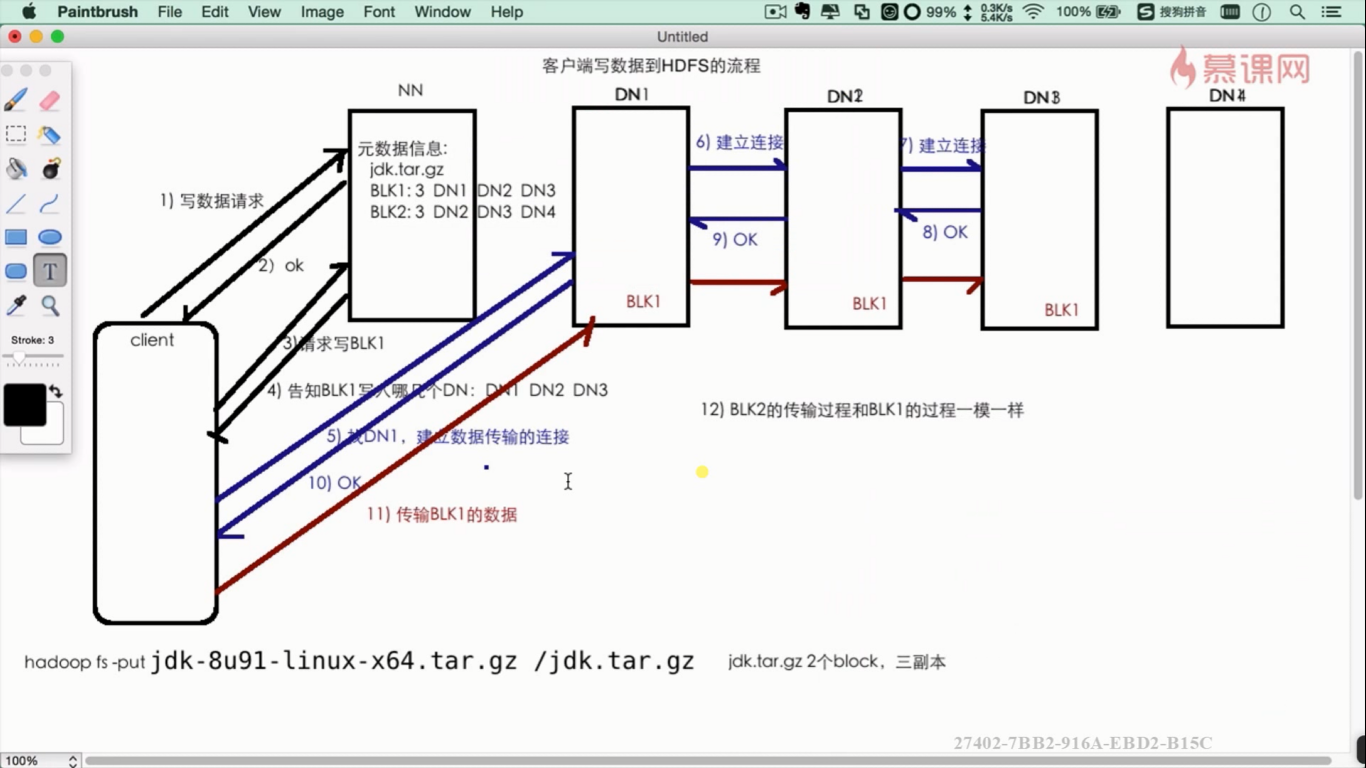 Paintbrush File Edit View Image Font Window Help 99% 0.3K/s 5.4K/s 100% 搜狗拼音
Untitled
慕课网
客户端写数据到HDFS的流程
NN
DN1
DN2
DN3
DN4
元数据信息:
jdk.tar.gz
BLK1: 3 DN1 DN2 DN3
BLK2: 3 DN2 DN3 DN4
6) 建立连接
7) 建立连接
1) 写数据请求
9) OK
8) OK
2) ok
BLK1
BLK1
BLK1
client
Stroke: 3
3)请求写BLK1
4) 告知BLK1写入哪几个DN: DN1 DN2 DN3
12) BLK2的传输过程和BLK1的过程一模一样
5) 找DN1，建立数据传输的连接
10) OK
11) 传输BLK1的数据
hadoop fs -put jdk-8u91-linux-x64.tar.gz /jdk.tar.gz
jdk.tar.gz 2个block，三副本
27402-7BB2-916A-EBD2-B15C
100%